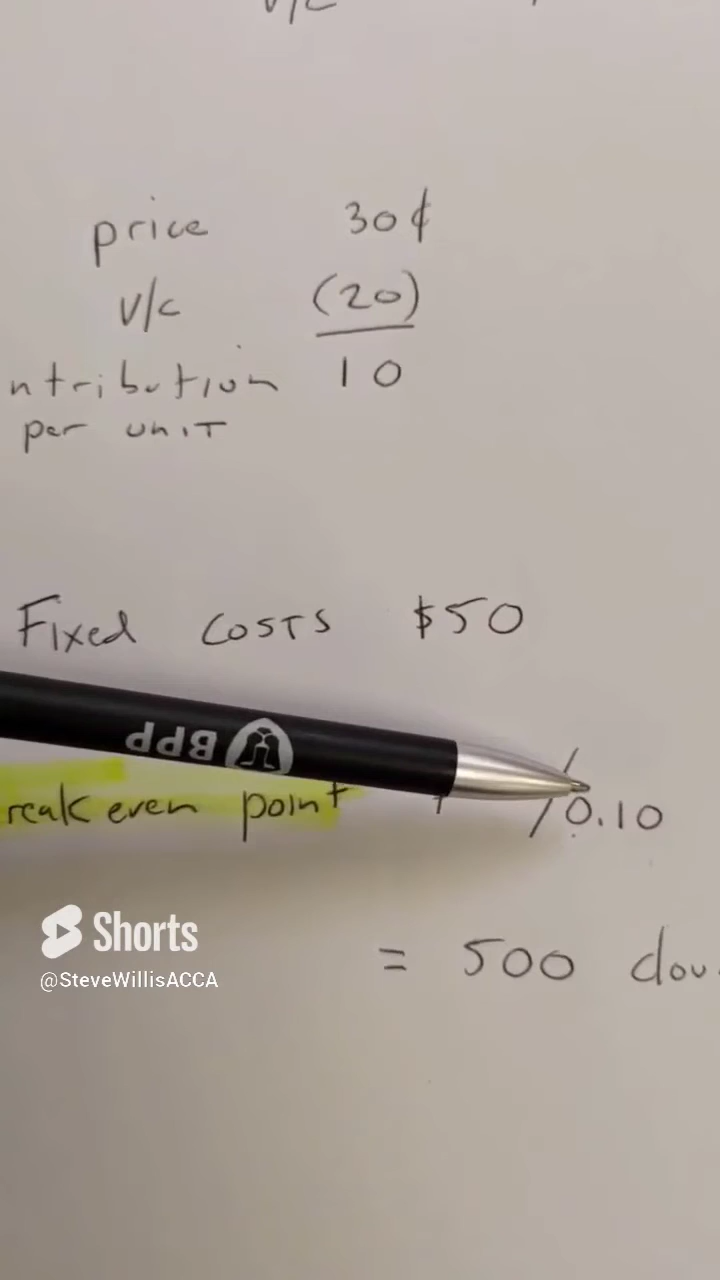 v/c
price 30¢
v/c (20)
ntribution 10
per unit
Fixed costs $50
BPP
reak even point /0.10
Shorts
@SteveWillisACCA
= 500 dou